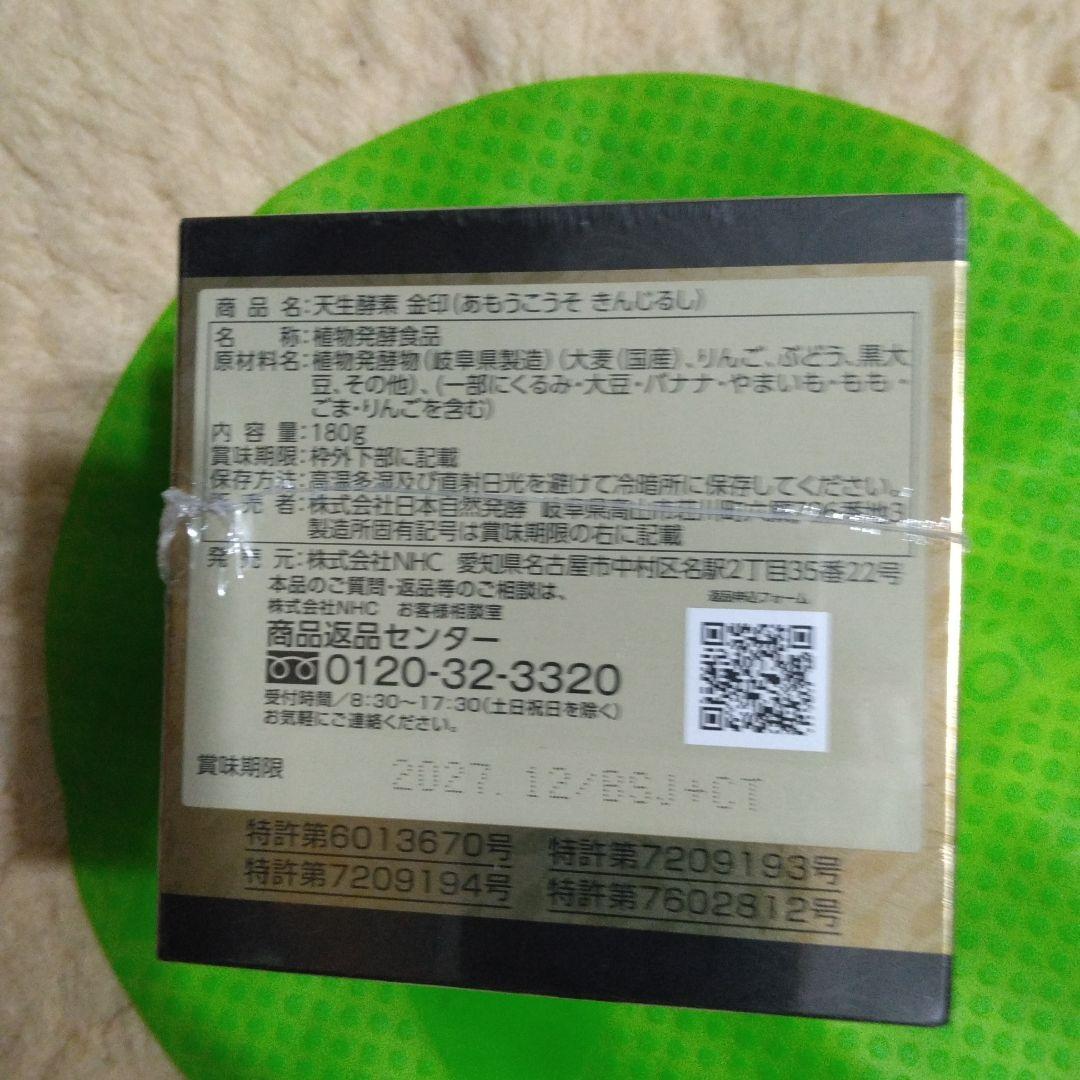 商品名：天生酵素 金印（あもうこうそ きんじるし）
名称：植物発酵食品
原材料名：植物発酵物（岐阜県製造）（大麦（国産）、りんご、ぶどう、黒大
豆、その他）、（一部にくるみ・大豆・バナナ・やまいも・もも・
ごま・りんごを含む）
内容量：180g
賞味期限：枠外下部に記載
保存方法：高温多湿及び直射日光を避けて冷暗所に保存してください。
売者：株式会社日本自然発酵 岐阜県高山市
製造所固有記号は賞味期限の右に記載
発売元：株式会社NHC 愛知県名古屋市中村区名駅2丁目35番22号
本品のご質問・返品等のご相談は、
返品申込フォーム
株式会社NHC お客様相談室
商品返品センター
0120-32-3320
受付時間／8：30～17：30（土日祝日を除く）
お気軽にご連絡ください。
賞味期限 2027.12/BSJ+CT
特許第6013670号 特許第7209193号
特許第7209194号 特許第7602812号